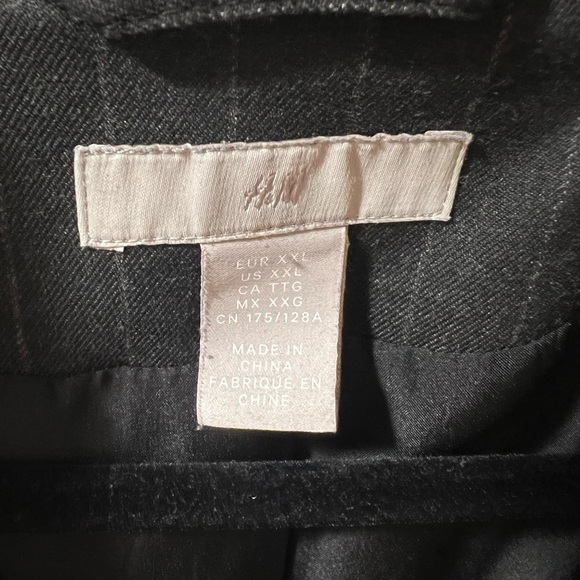 H&M
EUR XXL
US XXL
CA TTG
MX XXG
CN 175/128A
MADE IN
CHINA
FABRIQUE EN
CHINE